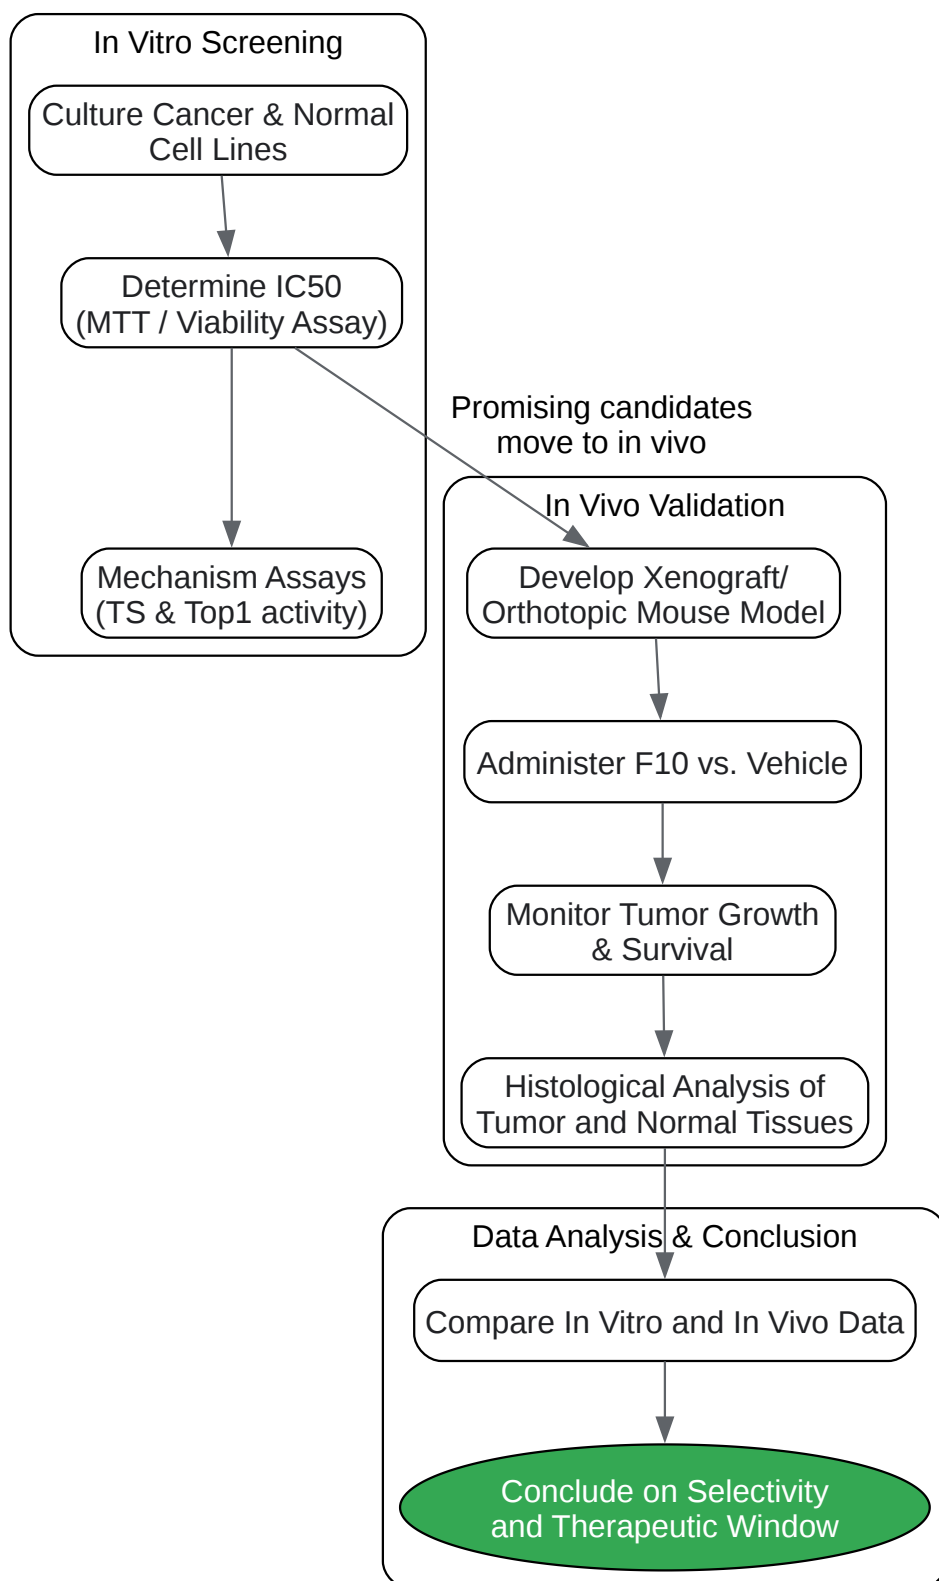 In Vitro Screening
Culture Cancer & Normal
Cell Lines
Determine IC50
(MTT / Viability Assay)
Promising candidates
move to in vivo
Mechanism Assays
(TS & Top1 activity)
In Vivo Validation
Develop Xenograft/
Orthotopic Mouse Model
Administer F10 vs. Vehicle
Monitor Tumor Growth
& Survival
Histological Analysis of
Tumor and Normal Tissues
Data Analysis & Conclusion
Compare In Vitro and In Vivo Data
Conclude on Selectivity
and Therapeutic Window